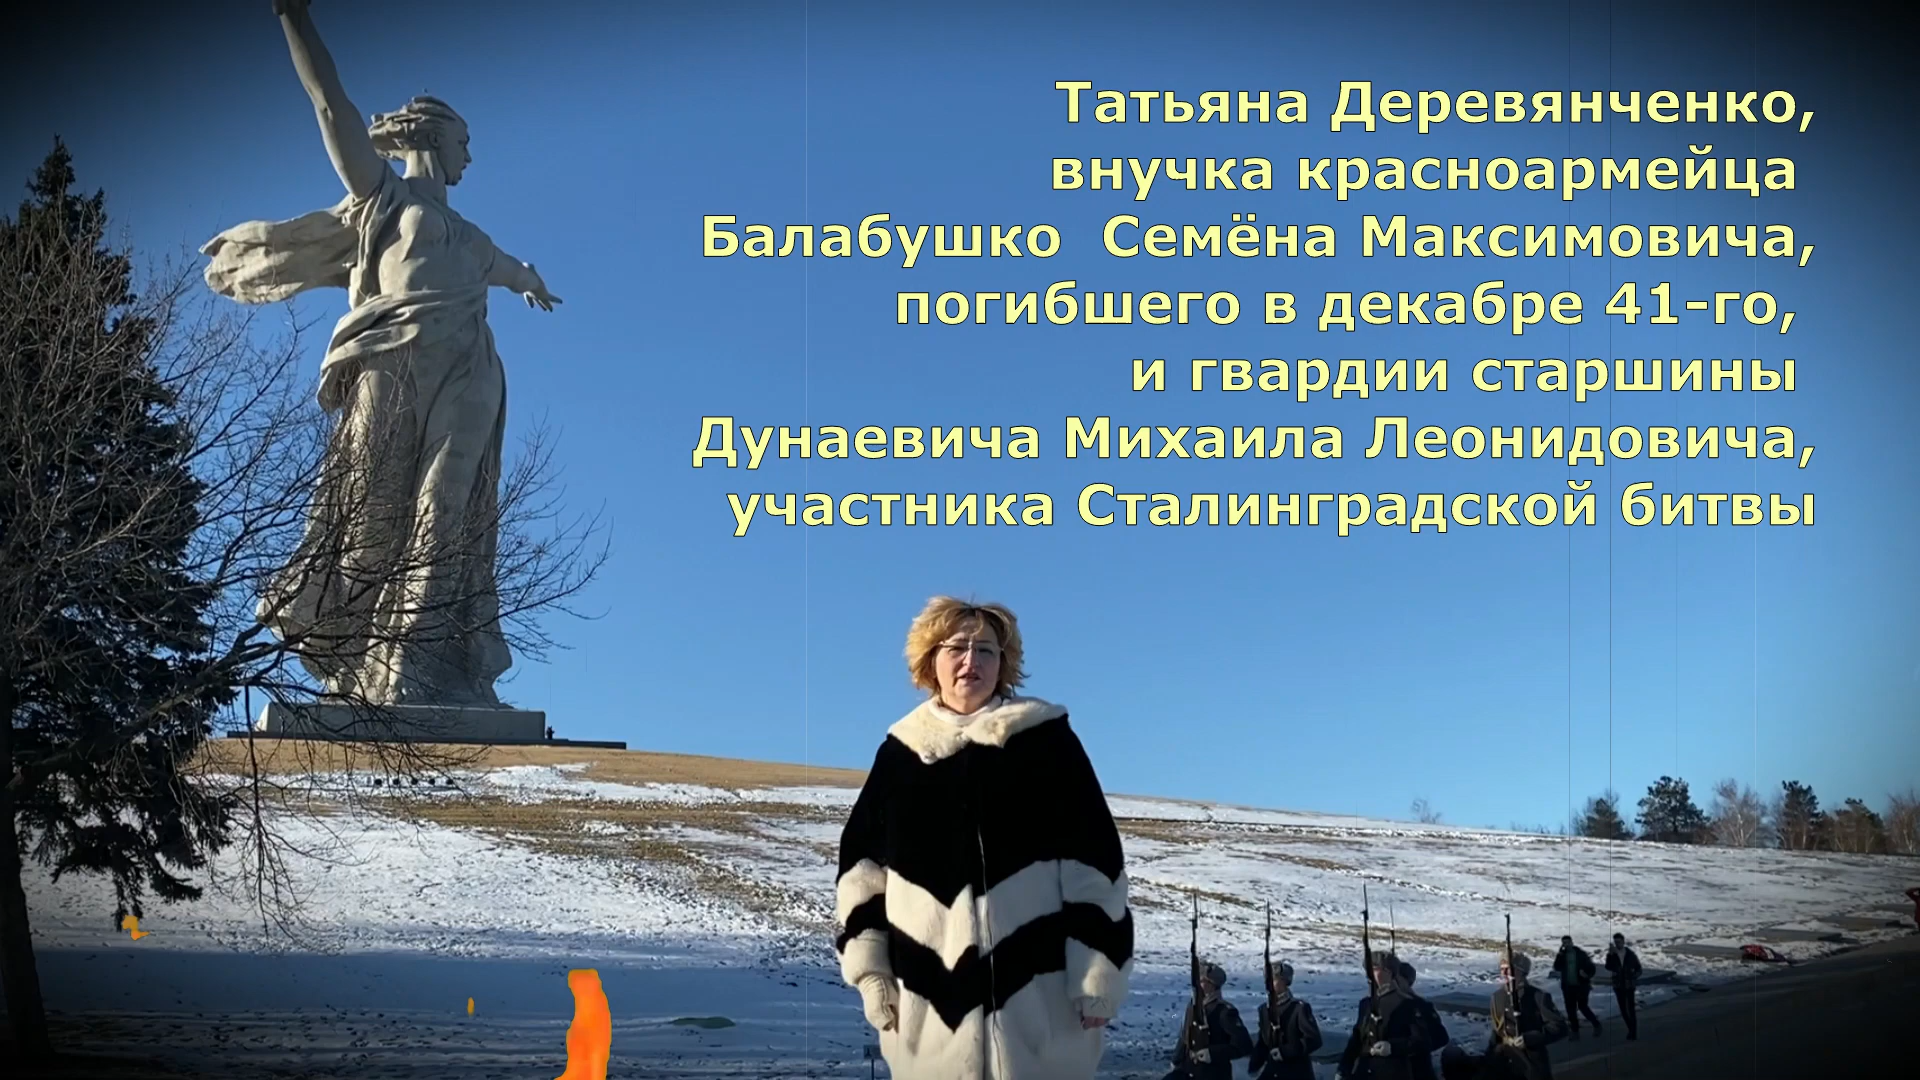 Татьяна Деревянченко,
внучка красноармейца
Балабушко Семёна Максимовича,
погибшего в декабре 41-го,
и гвардии старшины
Дунаевича Михаила Леонидовича,
участника Сталинградской битвы